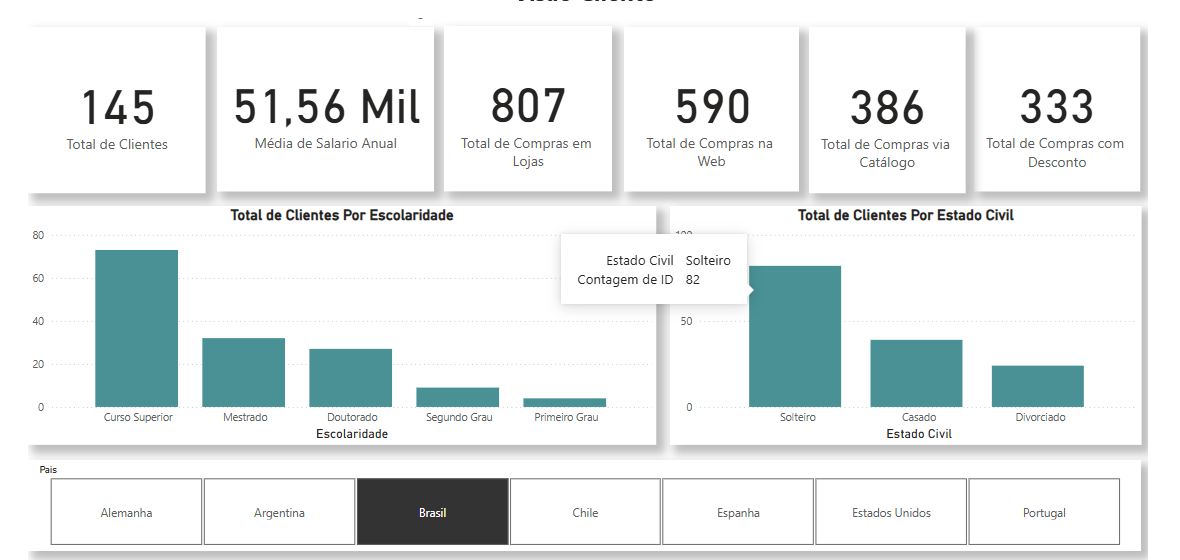 145
Total de Clientes
51,56 Mil
Média de Salario Anual
807
Total de Compras em
Lojas
590
Total de Compras na
Web
386
Total de Compras via
Catálogo
333
Total de Compras com
Desconto
Total de Clientes Por Escolaridade
80
60
40
20
0
Curso Superior
Mestrado
Doutorado
Segundo Grau
Primeiro Grau
Escolaridade
Total de Clientes Por Estado Civil
Estado Civil Solteiro
Contagem de ID 82
50
0
Solteiro
Casado
Divorciado
Estado Civil
Pais
Alemanha
Argentina
Brasil
Chile
Espanha
Estados Unidos
Portugal